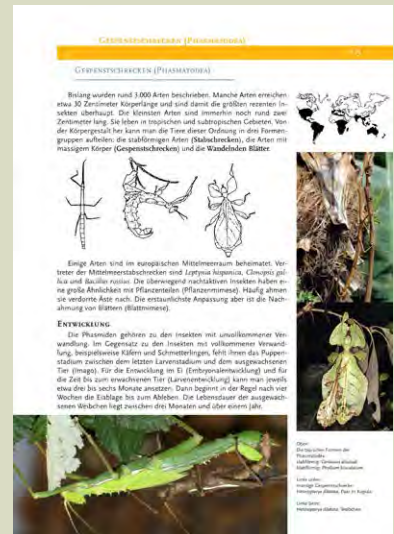 GESPENSTSCHRECKEN (PHASMATODEA)
GESPENSTSCHRECKEN (PHASMATODEA)
Bislang wurden rund 3.000 Arten beschrieben. Manche Arten erreichen
etwa 30 Zentimeter Körperlänge und sind damit die größten rezenten In-
sekten überhaupt. Die kleinsten Arten sind immerhin noch rund zwei
Zentimeter lang. Sie leben in tropischen und subtropischen Gebieten. Von
der Körpergestalt her kann man die Tiere dieser Ordnung in drei Formen-
gruppen aufteilen: die stabförmigen Arten (Stabschrecken), die Arten mit
massigem Körper (Gespenstschrecken) und die Wandelnden Blätter.
Einige Arten sind im europäischen Mittelmeerraum beheimatet. Ver-
treter der Mittelmeerstabschrecken sind Leptynia hispanica, Clonopsis gal-
lica und Bacillus rossius. Die überwiegend nachtaktiven Insekten haben ei-
ne große Ähnlichkeit mit Pflanzenteilen (Pflanzenmimese). Häufig ahmen
sie verdorrte Äste nach. Die erstaunlichste Anpassung aber ist die Nach-
ahmung von Blättern (Blattmimese).
ENTWICKLUNG
Die Phasmiden gehören zu den Insekten mit unvollkommener Ver-
wandlung. Im Gegensatz zu den Insekten mit vollkommener Verwand-
lung, beispielsweise Käfern und Schmetterlingen, fehlt ihnen das Puppen-
stadium zwischen dem letzten Larvenstadium und dem ausgewachsenen
Tier (Imago). Für die Entwicklung im Ei (Embryonalentwicklung) und für
die Zeit bis zum erwachsenen Tier (Larvenentwicklung) kann man jeweils
etwa drei bis sechs Monate ansetzen. Dann beginnt in der Regel nach vier
Wochen die Eiablage bis zum Ableben. Die Lebensdauer der ausgewach-
senen Weibchen liegt zwischen drei Monaten und über einem Jahr.
Oben:
Die typischen Formen der
Phasmatodea
Links unten: